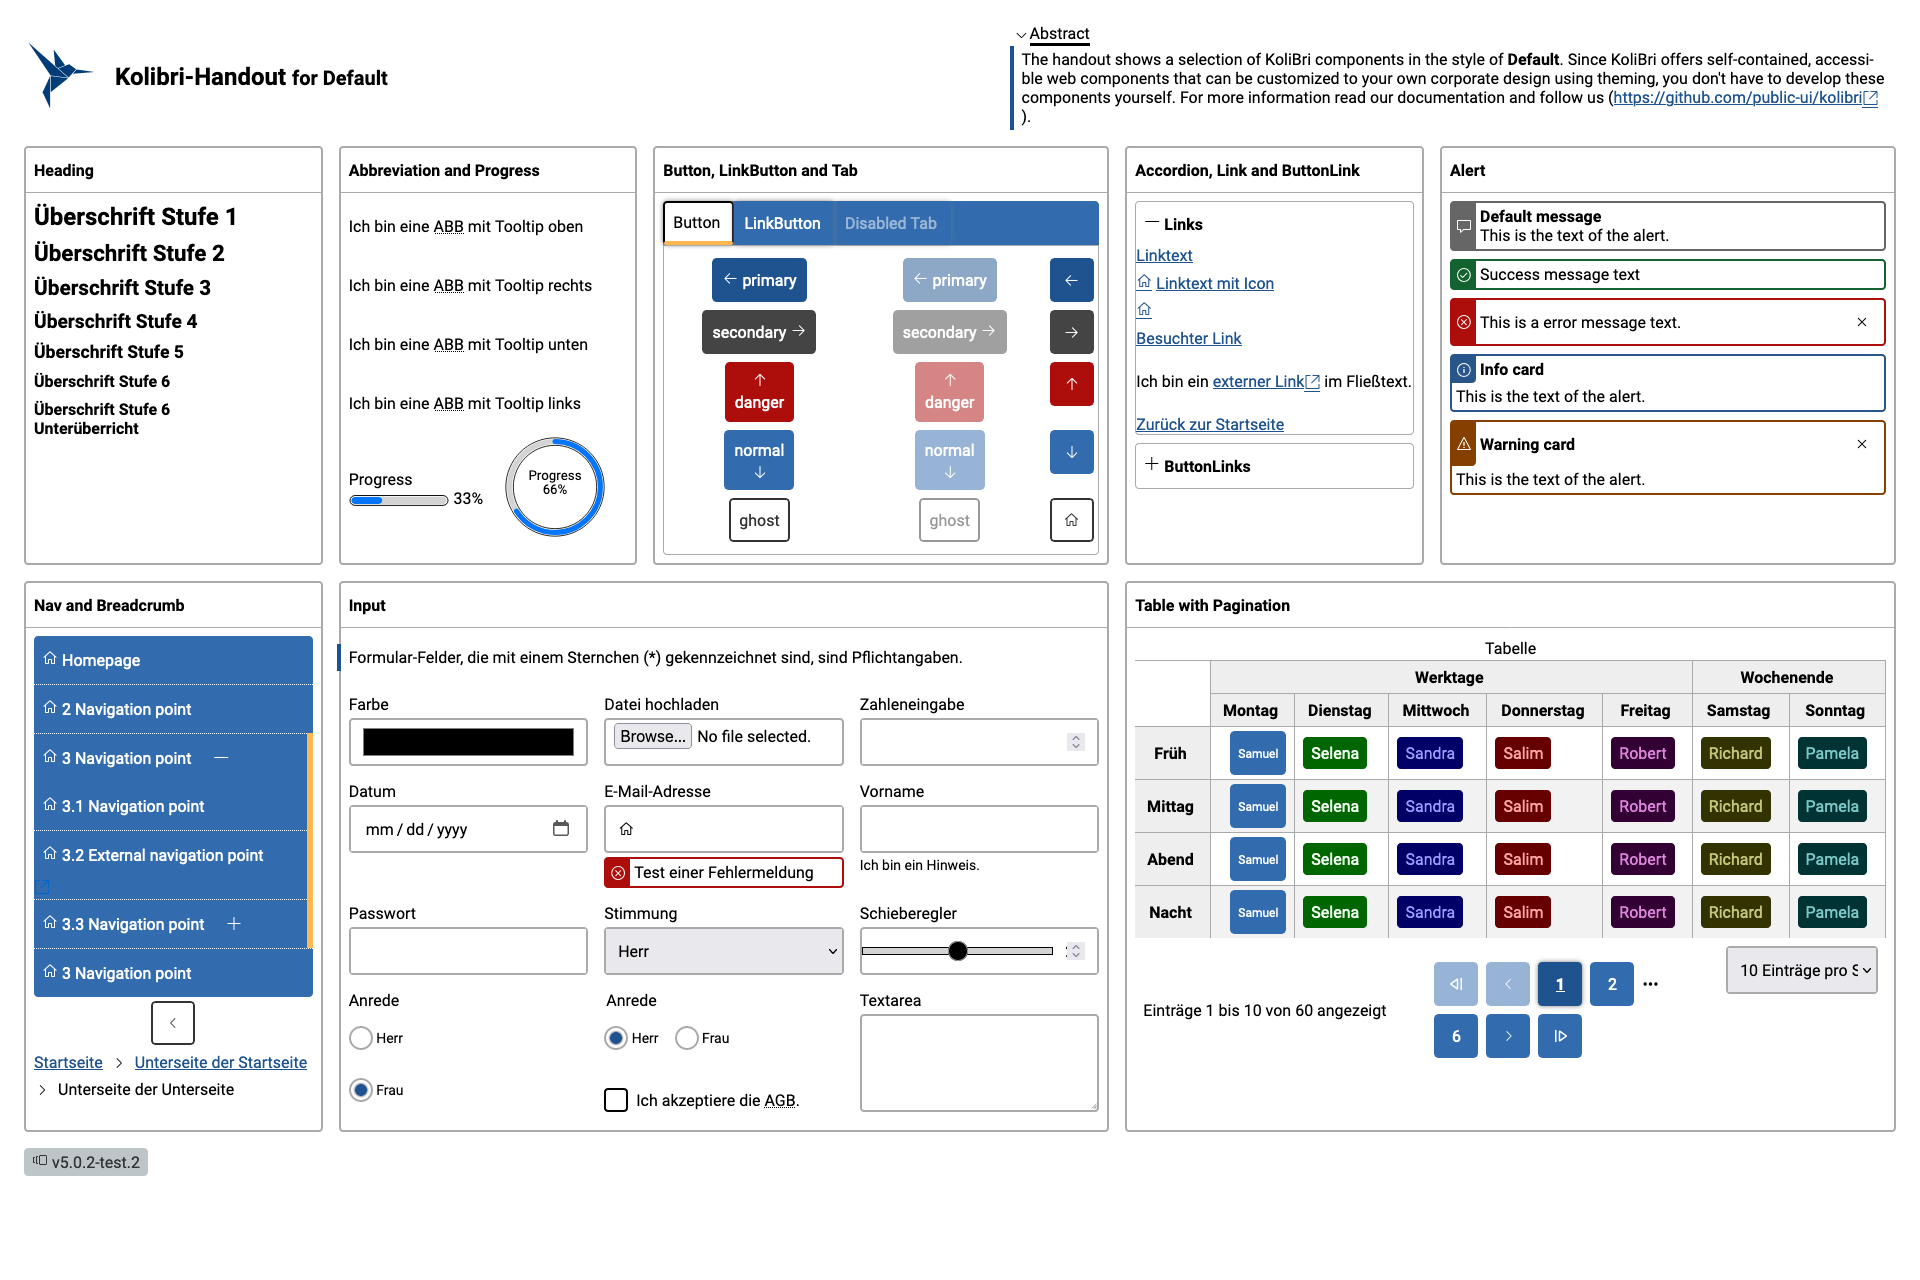 Kolibri-Handout for Default
Abstract
The handout shows a selection of KoliBri components in the style of Default. Since KoliBri offers self-contained, accessi-
ble web components that can be customized to your own corporate design using theming, you don't have to develop these
components yourself. For more information read our documentation and follow us (https://github.com/public-ui/kolibri
).
Heading
Überschrift Stufe 1
Überschrift Stufe 2
Überschrift Stufe 3
Überschrift Stufe 4
Überschrift Stufe 5
Überschrift Stufe 6
Überschrift Stufe 6
Unterüberricht
Abbreviation and Progress
Ich bin eine ABB mit Tooltip oben
Ich bin eine ABB mit Tooltip rechts
Ich bin eine ABB mit Tooltip unten
Ich bin eine ABB mit Tooltip links
Progress
33%
Progress
66%
Button, LinkButton and Tab
Button LinkButton Disabled Tab
primary primary
secondary secondary
danger danger
normal normal
ghost ghost
Accordion, Link and ButtonLink
Links
Linktext
Linktext mit Icon
Besuchter Link
Ich bin ein externer Link im Fließtext.
Zurück zur Startseite
ButtonLinks
Alert
Default message
This is the text of the alert.
Success message text
This is a error message text.
Info card
This is the text of the alert.
Warning card
This is the text of the alert.
Nav and Breadcrumb
Homepage
2 Navigation point
3 Navigation point
3.1 Navigation point
3.2 External navigation point
3.3 Navigation point
3 Navigation point
Startseite Unterseite der Startseite
Unterseite der Unterseite
Input
Formular-Felder, die mit einem Sternchen (*) gekennzeichnet sind, sind Pflichtangaben.
Farbe Datei hochladen Zahleneingabe
Browse... No file selected.
Datum E-Mail-Adresse Vorname
mm / dd / yyyy
Test einer Fehlermeldung Ich bin ein Hinweis.
Passwort Stimmung Schieberegler
Herr
Anrede Anrede Textarea
Herr Herr Frau
Frau
Ich akzeptiere die AGB.
Table with Pagination
Tabelle
Werktage Wochenende
Montag Dienstag Mittwoch Donnerstag Freitag Samstag Sonntag
Früh Samuel Selena Sandra Salim Robert Richard Pamela
Mittag Samuel Selena Sandra Salim Robert Richard Pamela
Abend Samuel Selena Sandra Salim Robert Richard Pamela
Nacht Samuel Selena Sandra Salim Robert Richard Pamela
Einträge 1 bis 10 von 60 angezeigt
1 2 ...
6
10 Einträge pro S
v5.0.2-test.2